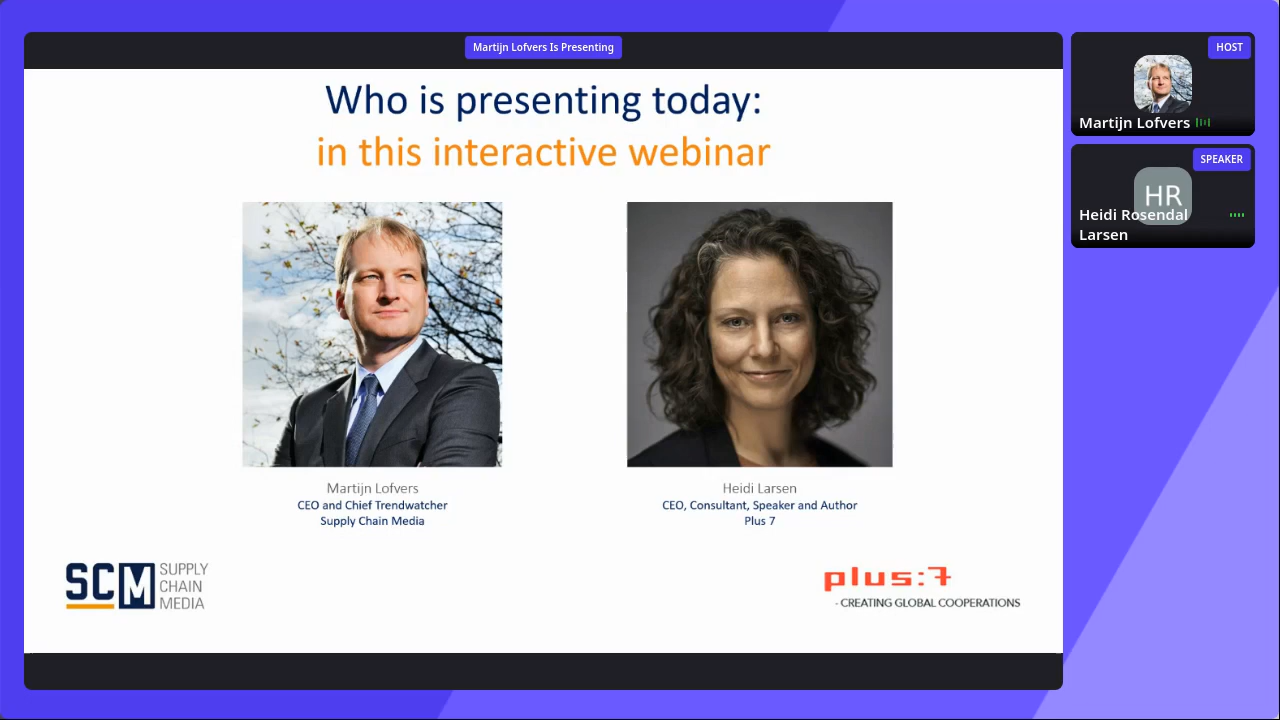 Martijn Lofvers Is Presenting
Who is presenting today:
in this interactive webinar
Martijn Lofvers
CEO and Chief Trendwatcher
Supply Chain Media
Heidi Larsen
CEO, Consultant, Speaker and Author
Plus 7
SCM
SUPPLY
CHAIN
MEDIA
plus:7
- CREATING GLOBAL COOPERATIONS
HOST
Martijn Lofvers
SPEAKER
HR
Heidi Rosendal
Larsen